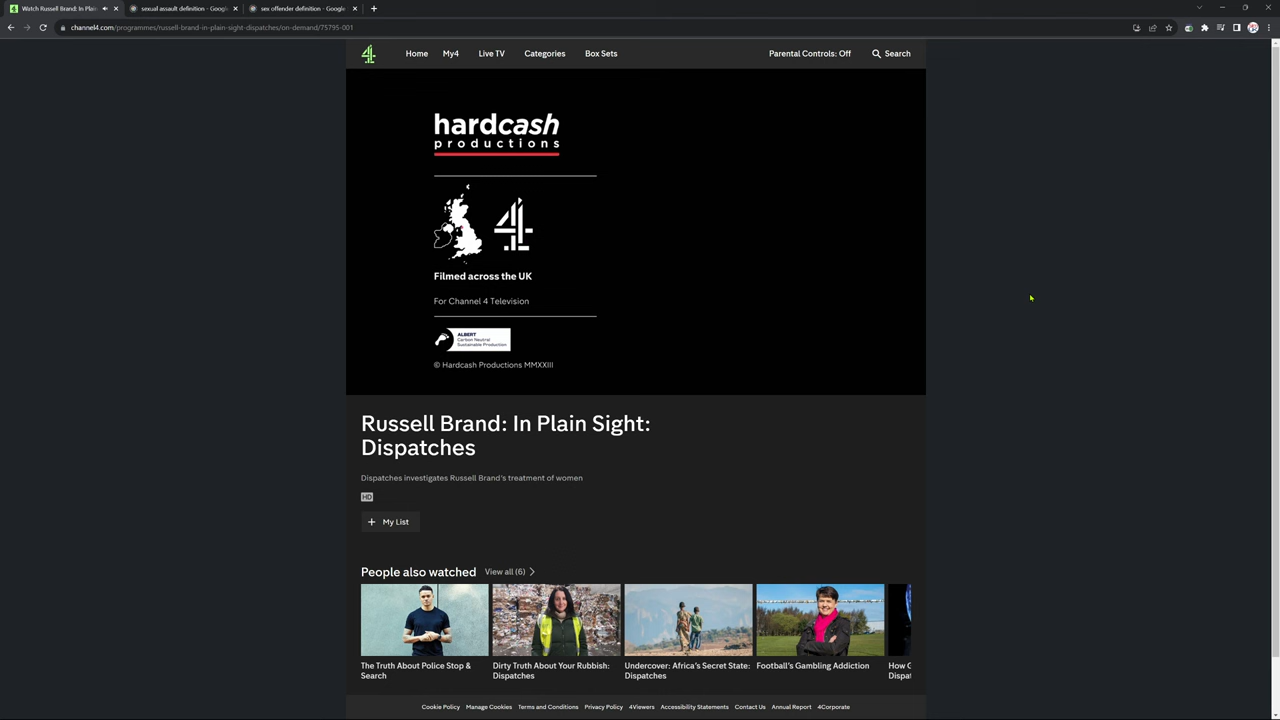 Watch Russell Brand: In Plain
sexual assault definition - Google
sex offender definition - Google
channel4.com/programmes/russell-brand-in-plain-sight-dispatches/on-demand/75795-001
4
Home
My4
Live TV
Categories
Box Sets
Parental Controls: Off
Search
hardcash
productions
4
Filmed across the UK
For Channel 4 Television
ALBERT
Carbon Neutral
Sustainable Production
© Hardcash Productions MMXXIII
Russell Brand: In Plain Sight:
Dispatches
Dispatches investigates Russell Brand's treatment of women
HD
+ My List
People also watched
View all (6)
The Truth About Police Stop &
Search
Dirty Truth About Your Rubbish:
Dispatches
Undercover: Africa's Secret State:
Dispatches
Football's Gambling Addiction
How
Dispat
Cookie Policy
Manage Cookies
Terms and Conditions
Privacy Policy
4Viewers
Accessibility Statements
Contact Us
Annual Report
4Corporate